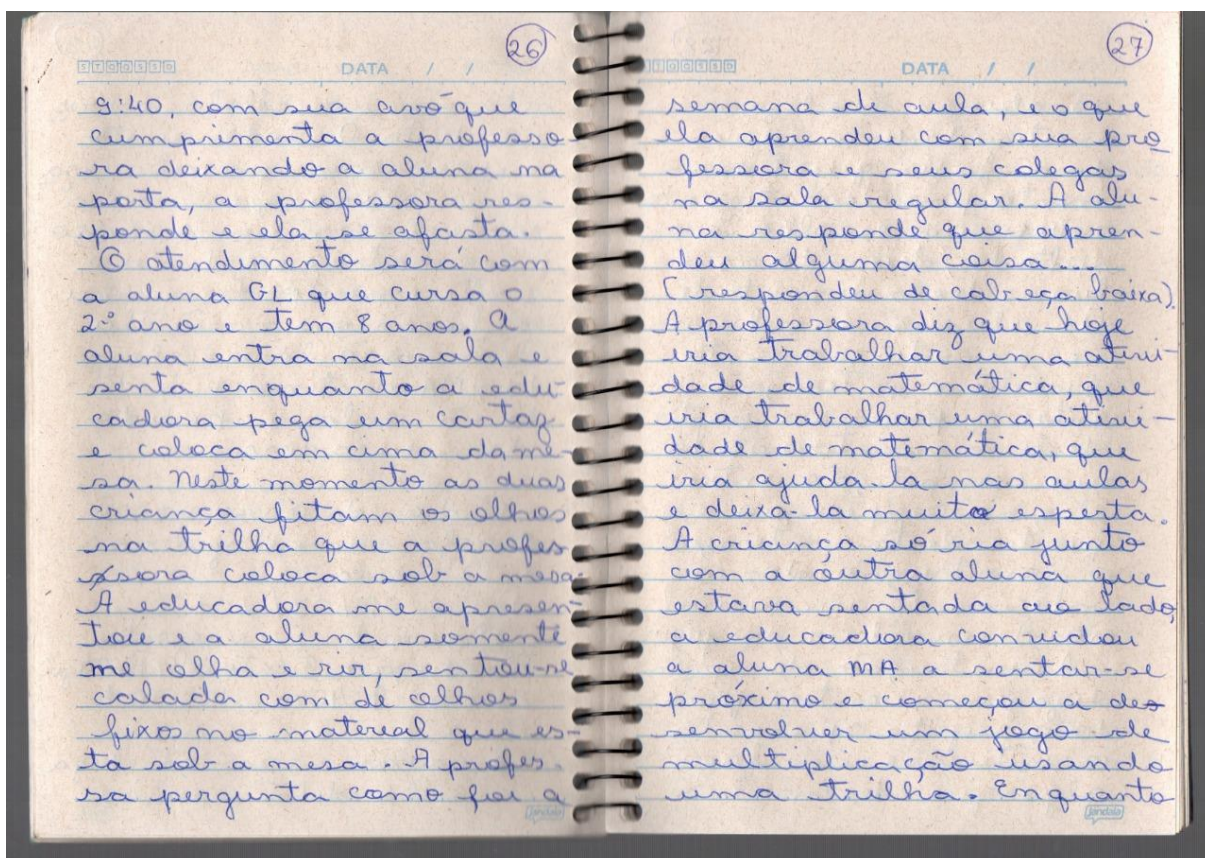 26
STQQSSD
DATA / /
9:40, com sua avó que
cumprimenta a professo-
ra deixando a aluna na
porta, a professora res-
ponde e ela se afasta.
O atendimento será com
a aluna GL que cursa o
2º ano e tem 8 anos. A
aluna entra na sala e
senta enquanto a edu-
cadora pega um cartaz
e coloca em cima da me-
sa. Neste momento as duas
criança fitam os olhos
na trilha que a profes
sora coloca sob a mesa.
A educadora me apresen-
tou e a aluna somente
me olha e rir, sentou-se
calada com de olhos
fixos no matereal que es-
ta sob a mesa. A profes.
sa pergunta como foi a
jandaia
27
DATA / /
semana de aula, e o que
ela aprendeu com sua pro
fessora e seus colegas
na sala regular. A alu-
na responde que apren-
deu alguma coisa...
(respondeu de cabeça baixa).
A professora diz que hoje
iria trabalhar uma ativi-
dade de matemática, que
iria trabalhar uma ativi-
dade de matemática, que
iria ajuda-la nas aulas
e deixá-la muito esperta.
A criança só ria junto
com a outra aluna que
estava sentada ao lado,
a educadora convidou
a aluna MA a sentar-se
próximo e começou a de
senvolver um jogo de
multiplicação usando
uma trilha. Enquanto
jandaia